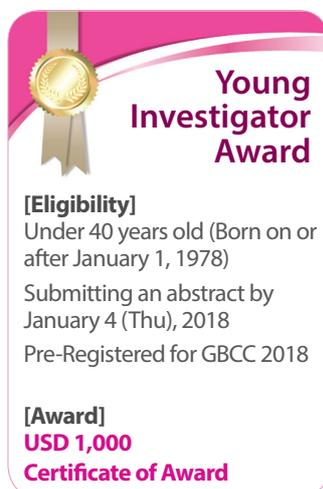 Young
Investigator
Award
[Eligibility]
Under 40 years old (Born on or
after January 1, 1978)
Submitting an abstract by
January 4 (Thu), 2018
Pre-Registered for GBCC 2018
[Award]
USD 1,000
Certificate of Award